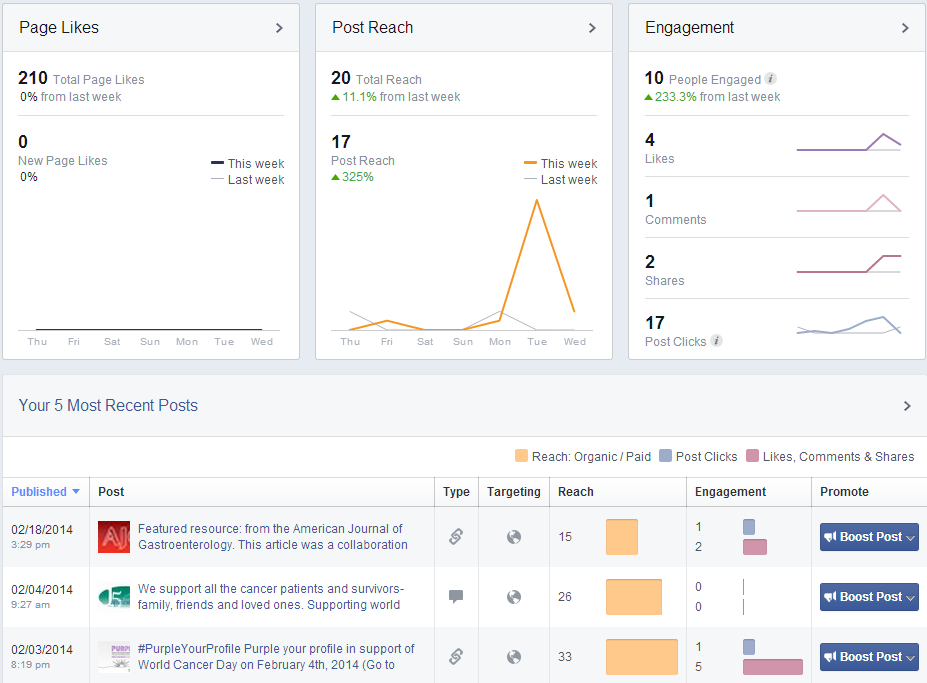 Page Likes
210 Total Page Likes
0% from last week
0
New Page Likes
0%
This week
Last week
Thu Fri Sat Sun Mon Tue Wed
Post Reach
20 Total Reach
11.1% from last week
17
Post Reach
325%
This week
Last week
Thu Fri Sat Sun Mon Tue Wed
Engagement
10 People Engaged i
233.3% from last week
4
Likes
1
Comments
2
Shares
17
Post Clicks i
Your 5 Most Recent Posts
Reach: Organic / Paid Post Clicks Likes, Comments & Shares
Published Post Type Targeting Reach Engagement Promote
02/18/2014
3:29 pm
AJ
Featured resource: from the American Journal of
Gastroenterology. This article was a collaboration
15
1
2
Boost Post
02/04/2014
9:27 am
5
We support all the cancer patients and survivors-
family, friends and loved ones. Supporting world
26
0
0
Boost Post
02/03/2014
8:19 pm
PURP
#PurpleYourProfile Purple your profile in support of
World Cancer Day on February 4th, 2014 (Go to
33
1
5
Boost Post